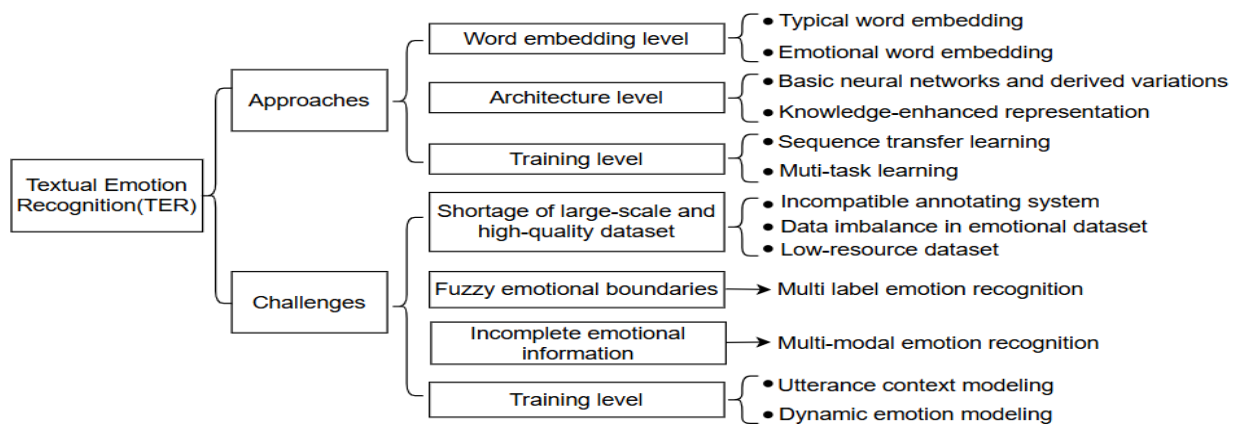 Textual Emotion
Recognition(TER)
Approaches
Word embedding level
Typical word embedding
Emotional word embedding
Architecture level
Basic neural networks and derived variations
Knowledge-enhanced representation
Training level
Sequence transfer learning
Muti-task learning
Challenges
Shortage of large-scale and
high-quality dataset
Incompatible annotating system
Data imbalance in emotional dataset
Low-resource dataset
Fuzzy emotional boundaries
Multi label emotion recognition
Incomplete emotional
information
Multi-modal emotion recognition
Training level
Utterance context modeling
Dynamic emotion modeling